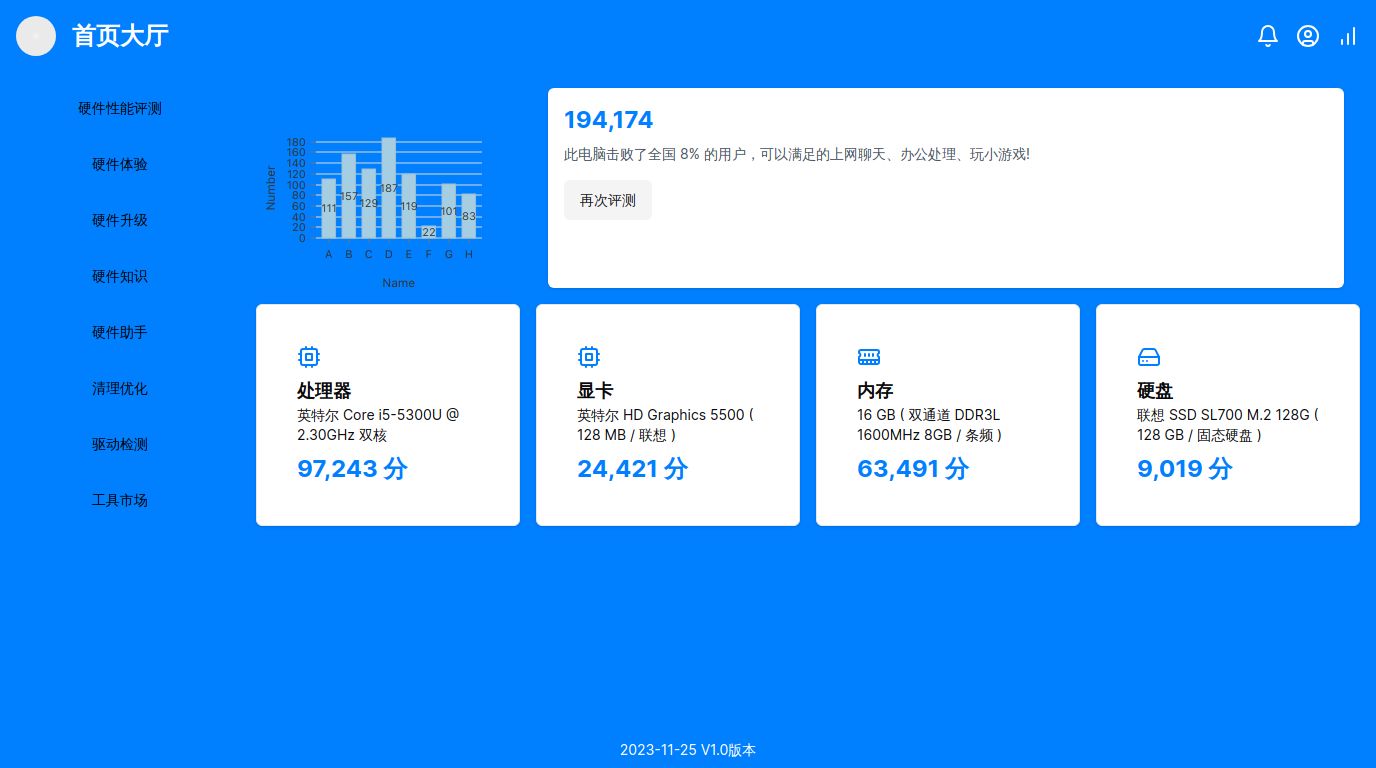 首页大厅
硬件性能评测
硬件体验
硬件升级
硬件知识
硬件助手
清理优化
驱动检测
工具市场
Number
180
160
140
120
100
80
60
40
20
0
111
157
129
187
119
22
101
83
A B C D E F G H
Name
194,174
此电脑击败了全国 8% 的用户，可以满足的上网聊天、办公处理、玩小游戏!
再次评测
处理器
英特尔 Core i5-5300U @
2.30GHz 双核
97,243 分
显卡
英特尔 HD Graphics 5500 (
128 MB / 联想 )
24,421 分
内存
16 GB ( 双通道 DDR3L
1600MHz 8GB / 条频 )
63,491 分
硬盘
联想 SSD SL700 M.2 128G (
128 GB / 固态硬盘 )
9,019 分
2023-11-25 V1.0版本